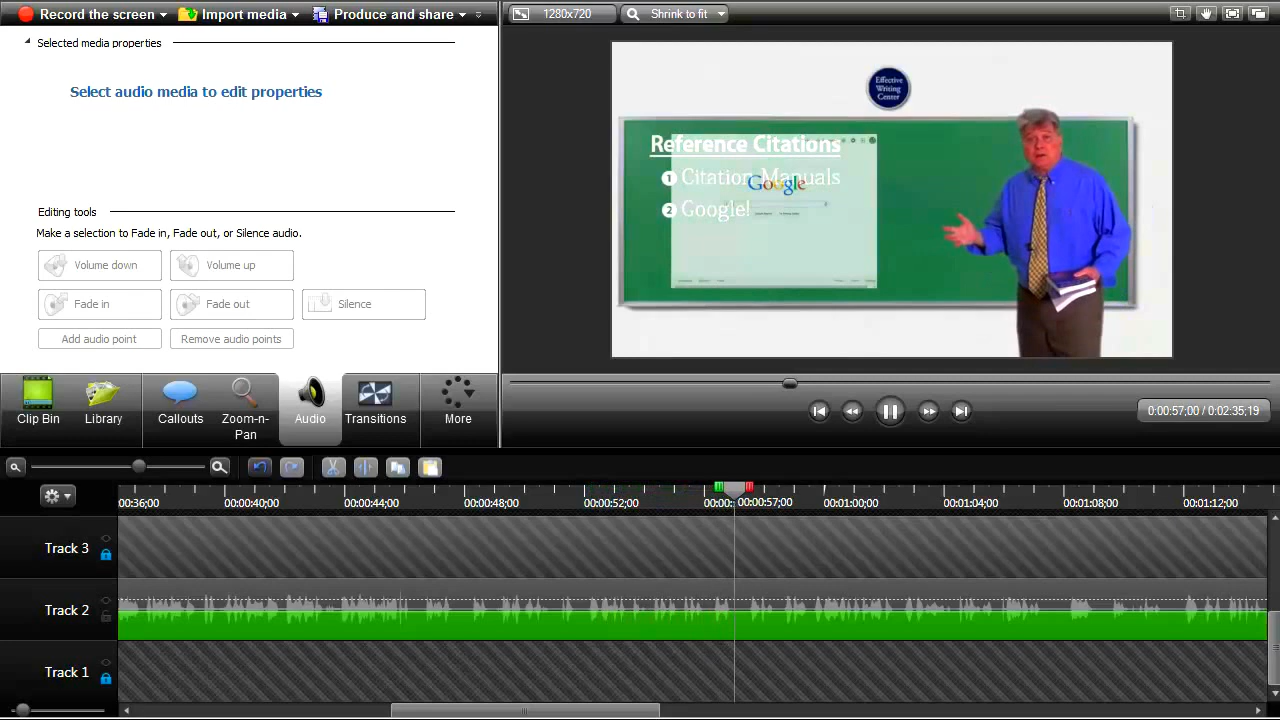 Record the screen
Import media
Produce and share
1280x720
Shrink to fit
Selected media properties
Select audio media to edit properties
Effective
Writing
Center
Reference Citations
1 Citation Manuals
2 Google!
Google
Editing tools
Make a selection to Fade in, Fade out, or Silence audio.
Volume down
Volume up
Fade in
Fade out
Silence
Add audio point
Remove audio points
Clip Bin
Library
Callouts
Zoom-n-
Pan
Audio
Transitions
More
0:00:57;00 / 0:02:35;19
00:36;00 00:00:40;00 00:00:44;00 00:00:48;00 00:00:52;00 00:00: 00:00:57;00 00:01:00;00 00:01:04;00 00:01:08;00 00:01:12;00
Track 3
Track 2
Track 1